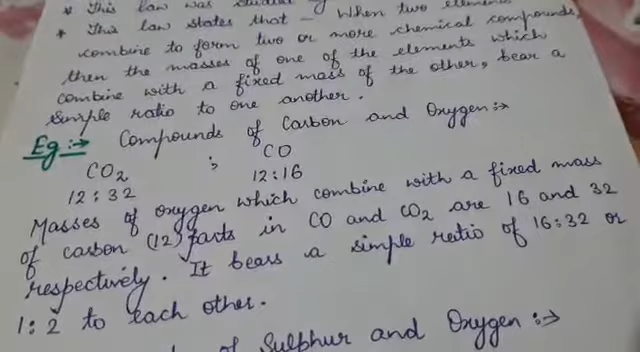 * This law was
* This law states that - When two elements
combine to form two or more chemical compounds,
then the masses of one of the elements which
combine with a fixed mass of the other, bear a
simple ratio to one another.
Eg:→ Compounds of Carbon and Oxygen:→
CO2 ; CO
12:32 12:16
Masses of oxygen which combine with a fixed mass
of carbon (12) parts in CO and CO2 are 16 and 32
respectively. It bears a simple ratio of 16:32 or
1:2 to each other.
of Sulphur and Oxygen:→